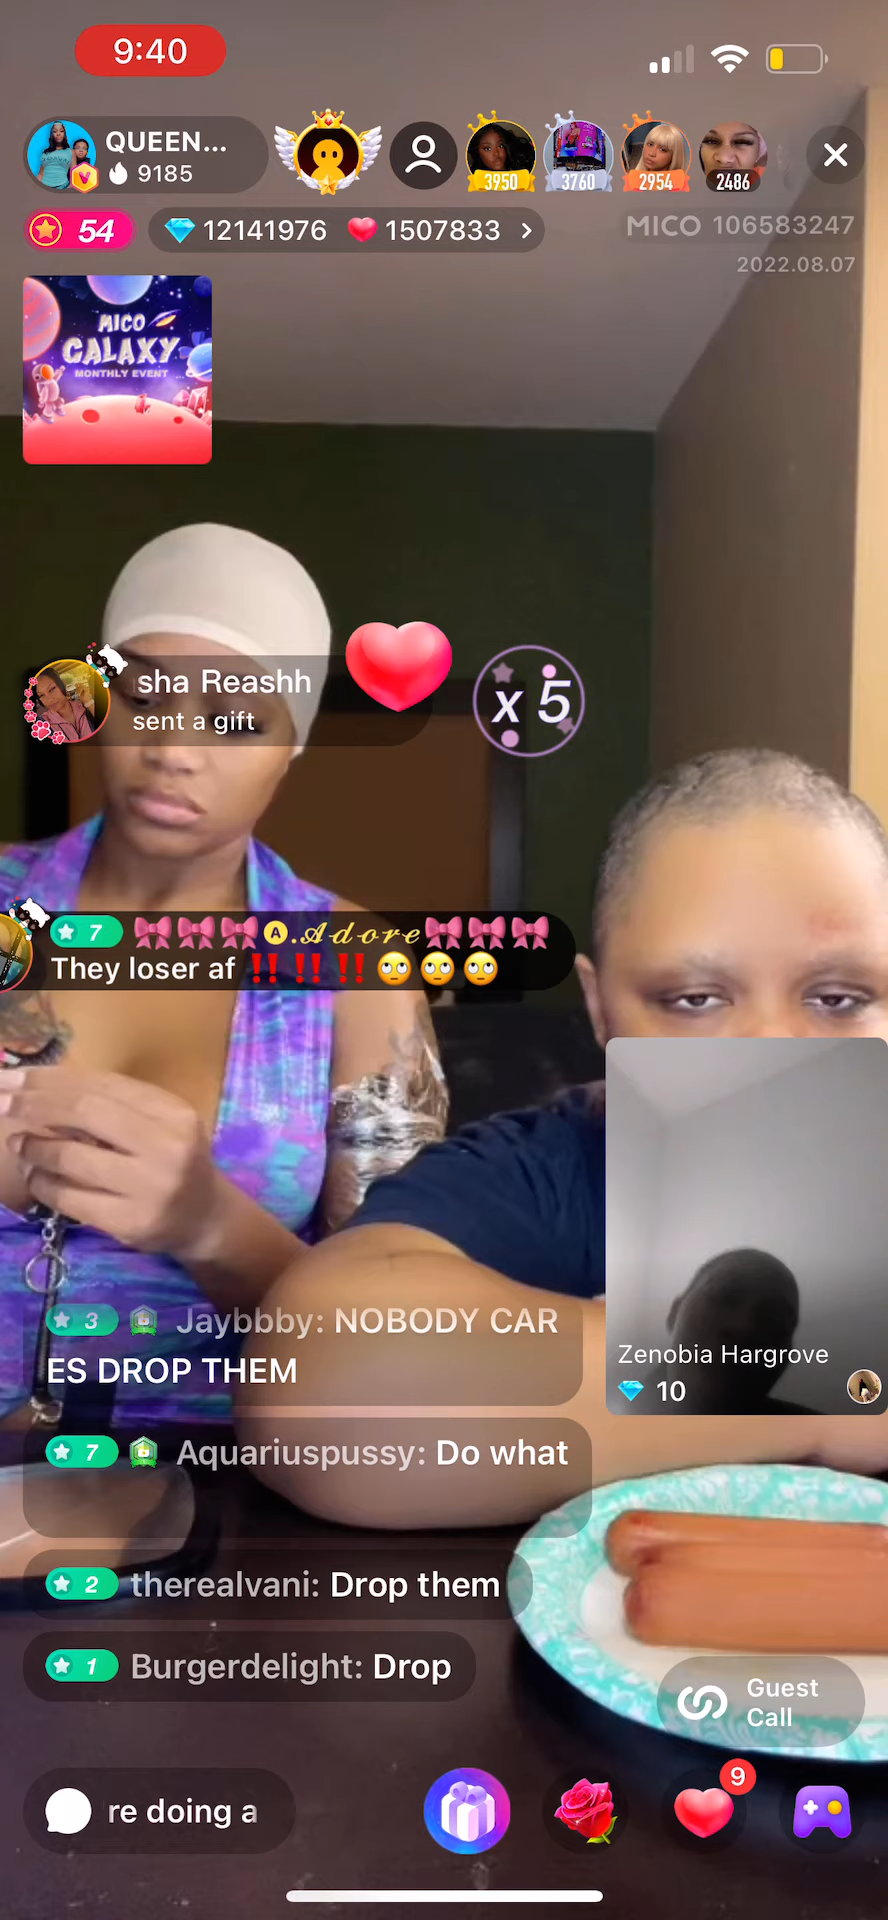 9:40
QUEEN...
9185
3950
3760
2954
2486
54
12141976
1507833
MICO 106583247
2022.08.07
MICO
GALAXY
MONTHLY EVENT
sha Reashh
sent a gift
x 5
7 🎀🎀🎀🅐.𝓐𝓭𝓸𝓻𝓮🎀🎀🎀
They loser af ‼️‼️‼️🙄🙄🙄
3 Jaybbby: NOBODY CAR
ES DROP THEM
Zenobia Hargrove
10
7 Aquariuspussy: Do what
2 therealvani: Drop them
1 Burgerdelight: Drop
Guest
Call
re doing a
9